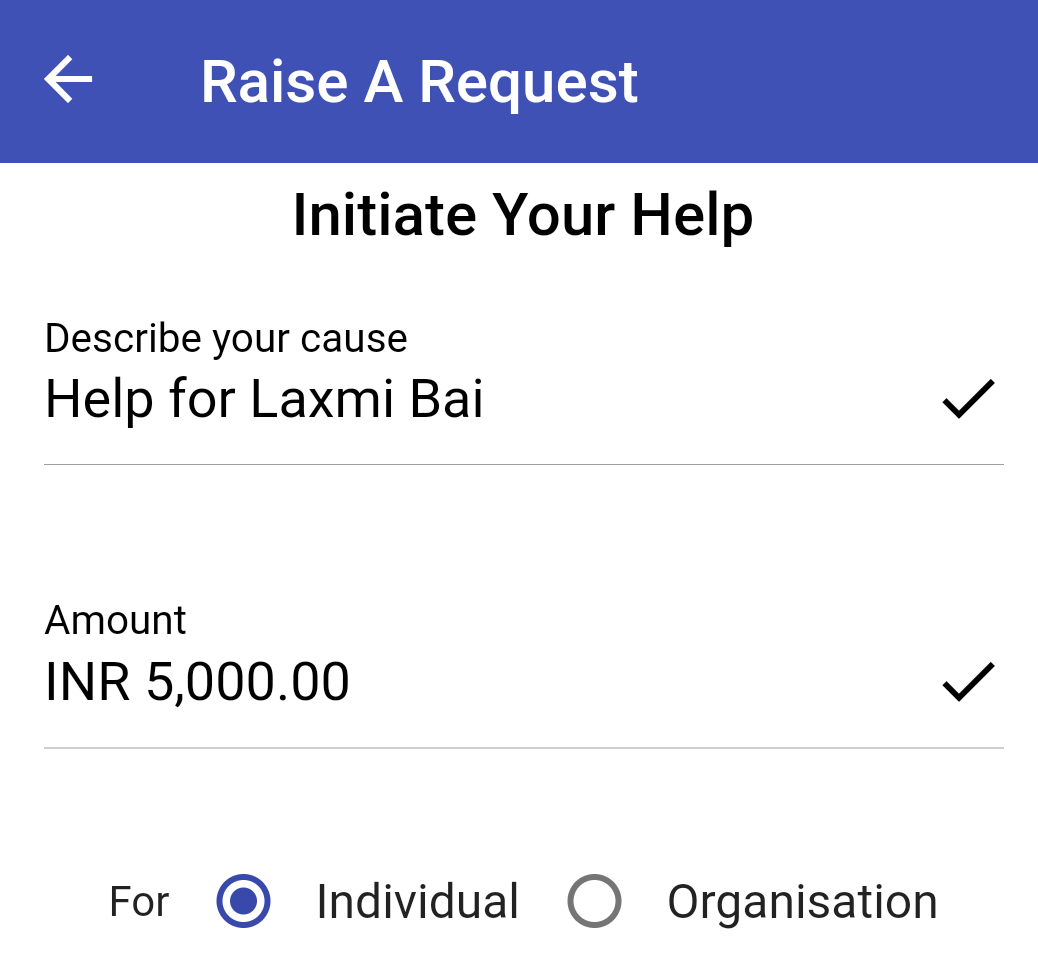 Raise A Request
Initiate Your Help
Describe your cause
Help for Laxmi Bai
Amount
INR 5,000.00
For Individual Organisation